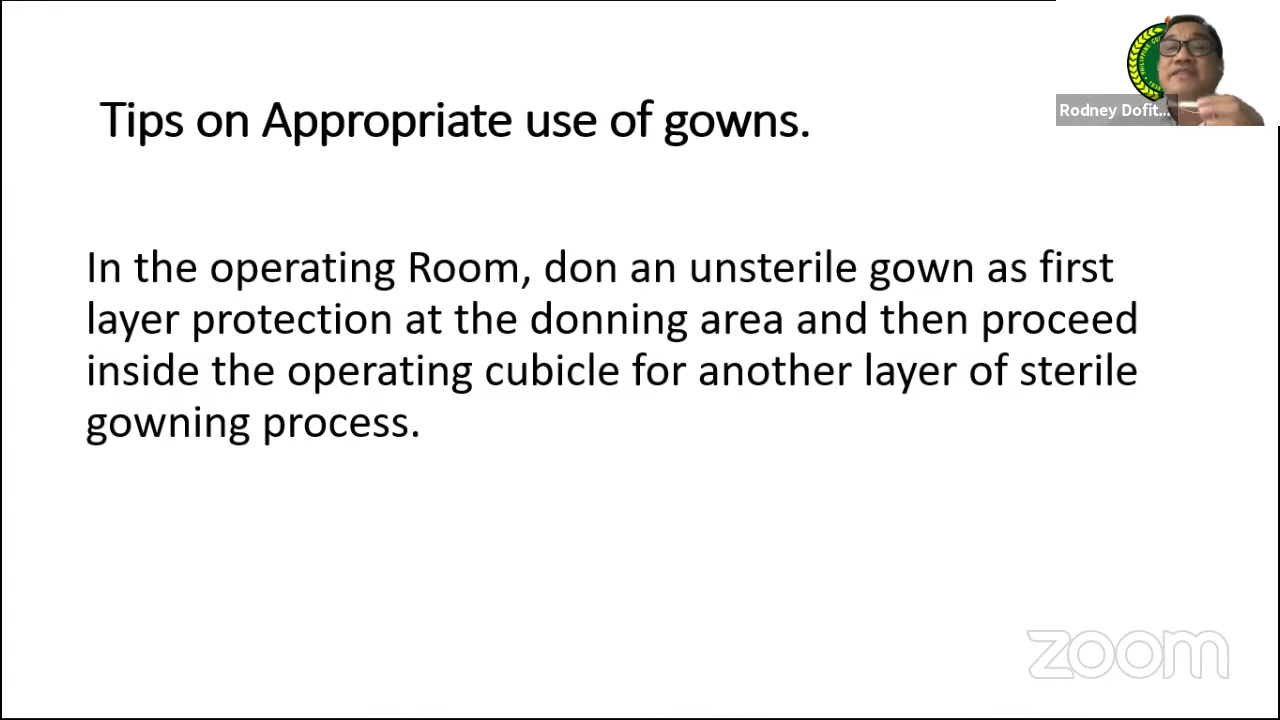 Tips on Appropriate use of gowns.
Rodney Dofit...
In the operating Room, don an unsterile gown as first
layer protection at the donning area and then proceed
inside the operating cubicle for another layer of sterile
gowning process.
zoom